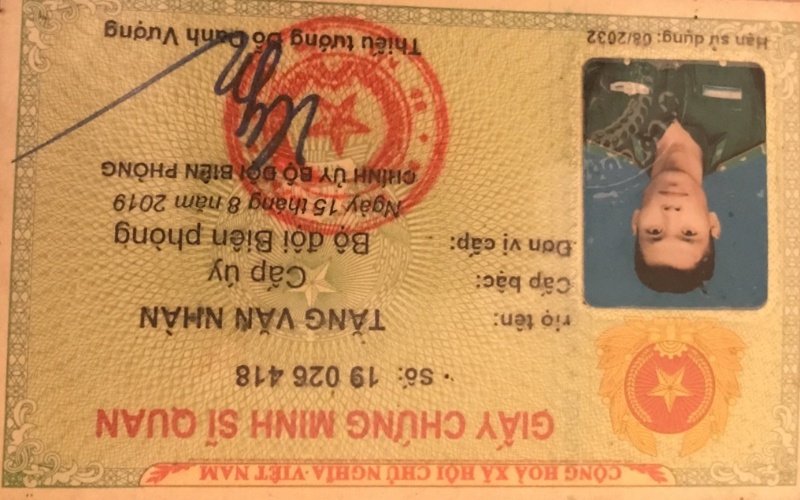 CỘNG HOÀ XÃ HỘI CHỦ NGHĨA VIỆT NAM
GIẤY CHỨNG MINH SĨ QUAN
Số: 19 026 418
Họ tên: TĂNG VĂN NHÀN
Cấp bậc: Cấp úy
Đơn vị cấp: Bộ đội Biên phòng
Ngày 15 tháng 8 năm 2019
CHÍNH ỦY BỘ ĐỘI BIÊN PHÒNG
Hạn sử dụng: 08/2032
Thiếu tướng Đỗ Danh Vượng